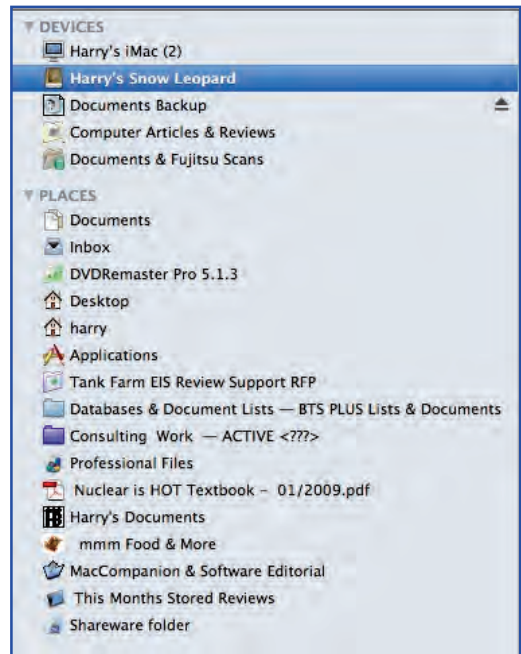 DEVICES
Harry's iMac (2)
Harry's Snow Leopard
Documents Backup
Computer Articles & Reviews
Documents & Fujitsu Scans
PLACES
Documents
Inbox
DVDRemaster Pro 5.1.3
Desktop
harry
Applications
Tank Farm EIS Review Support RFP
Databases & Document Lists — BTS PLUS Lists & Documents
Consulting Work — ACTIVE <???>
Professional Files
Nuclear is HOT Textbook - 01/2009.pdf
Harry's Documents
mmm Food & More
MacCompanion & Software Editorial
This Months Stored Reviews
Shareware folder